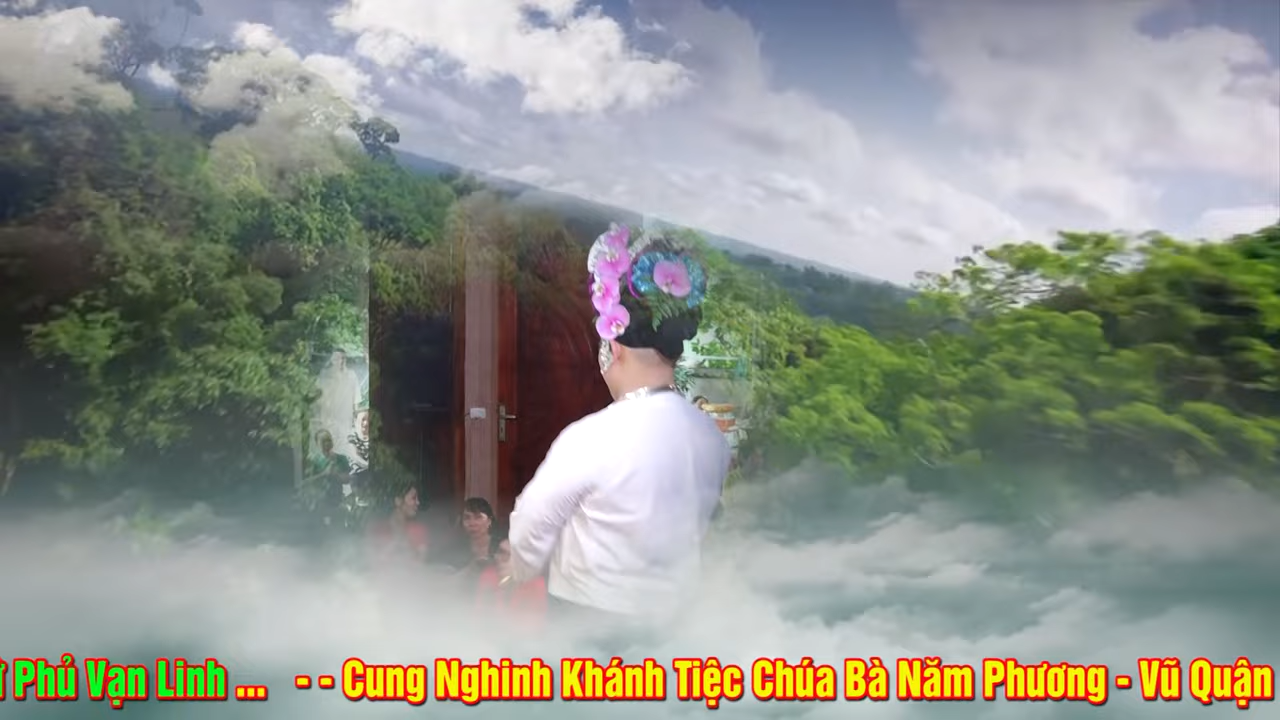 Phủ Vạn Linh ... - - Cung Nghinh Khánh Tiệc Chúa Bà Năm Phương - Vũ Quận